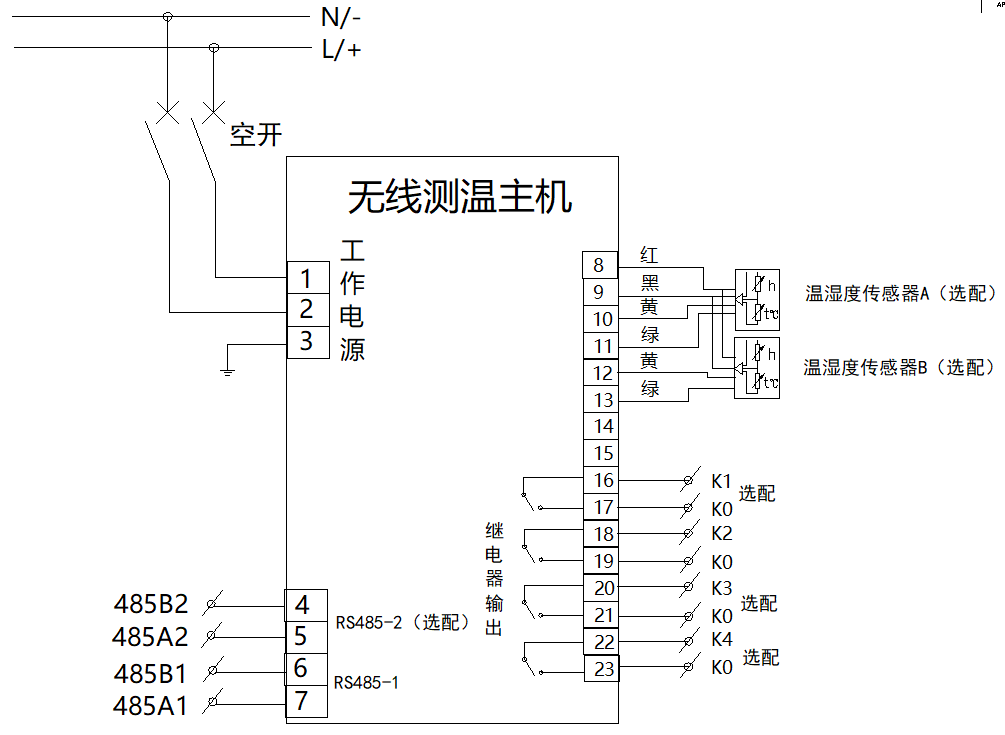 AP
N/-
L/+
空开
无线测温主机
工作电源
1
2
3
8 红
9 黑
10 黄
11 绿
12 黄
13 绿
14
15
16
17
18
19
20
21
22
23
h
t℃
温湿度传感器A（选配）
h
t℃
温湿度传感器B（选配）
K1
K0
选配
K2
K0
K3
K0
选配
K4
K0
选配
继电器输出
485B2
485A2
485B1
485A1
4
5
6
7
RS485-2（选配）
RS485-1